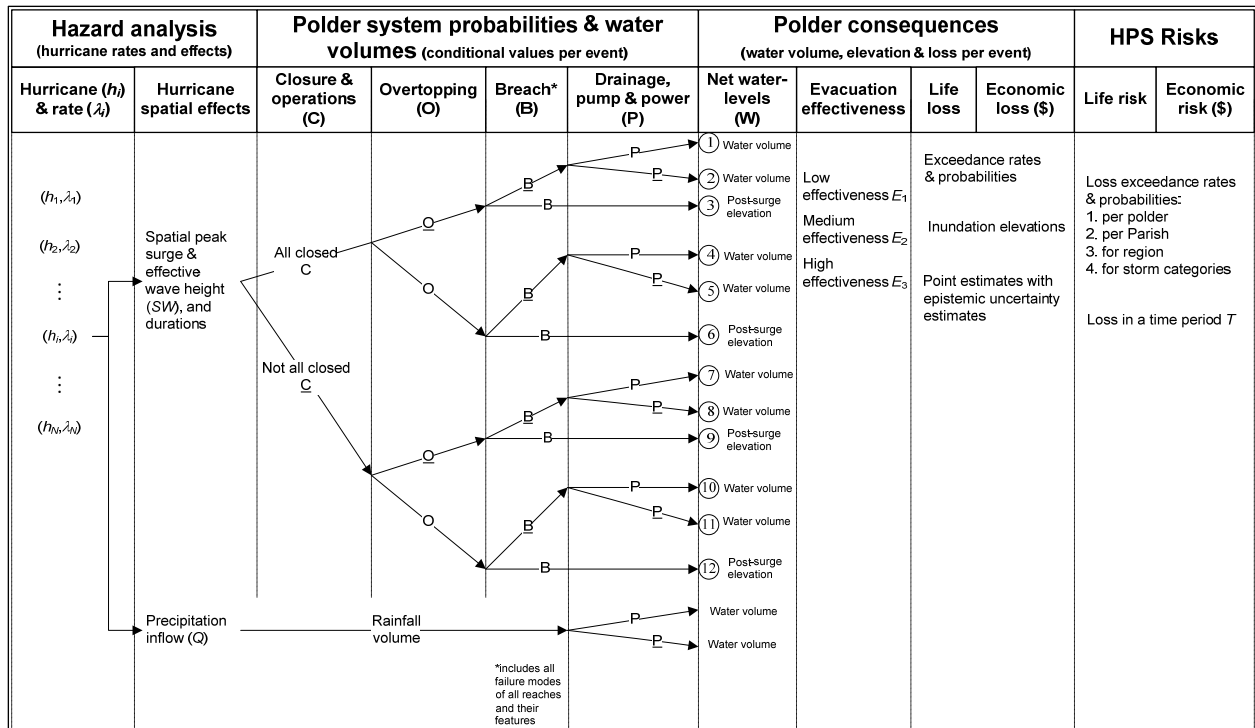 Hazard analysis
(hurricane rates and effects)
Polder system probabilities & water
volumes (conditional values per event)
Polder consequences
(water volume, elevation & loss per event)
HPS Risks
Hurricane (hi)
& rate (λi)
Hurricane
spatial effects
Closure &
operations
(C)
Overtopping
(O)
Breach*
(B)
Drainage,
pump & power
(P)
Net water-
levels
(W)
Evacuation
effectiveness
Life
loss
Economic
loss ($)
Life risk
Economic
risk ($)
(h1,λ1)
(h2,λ2)
⋮
(hi,λi)
⋮
(hN,λN)
Spatial peak
surge &
effective
wave height
(SW), and
durations
All closed
C
Not all closed
C
O
O
O
O
B
B
B
B
B
B
B
B
P
P
P
P
P
P
P
P
1 Water volume
2 Water volume
3 Post-surge
elevation
4 Water volume
5 Water volume
6 Post-surge
elevation
7 Water volume
8 Water volume
9 Post-surge
elevation
10 Water volume
11 Water volume
12 Post-surge
elevation
Low
effectiveness E1
Medium
effectiveness E2
High
effectiveness E3
Exceedance rates
& probabilities
Inundation elevations
Point estimates with
epistemic uncertainty
estimates
Loss exceedance rates
& probabilities:
1. per polder
2. per Parish
3. for region
4. for storm categories
Loss in a time period T
Precipitation
inflow (Q)
Rainfall
volume
P
P
Water volume
Water volume
*includes all
failure modes
of all reaches
and their
features